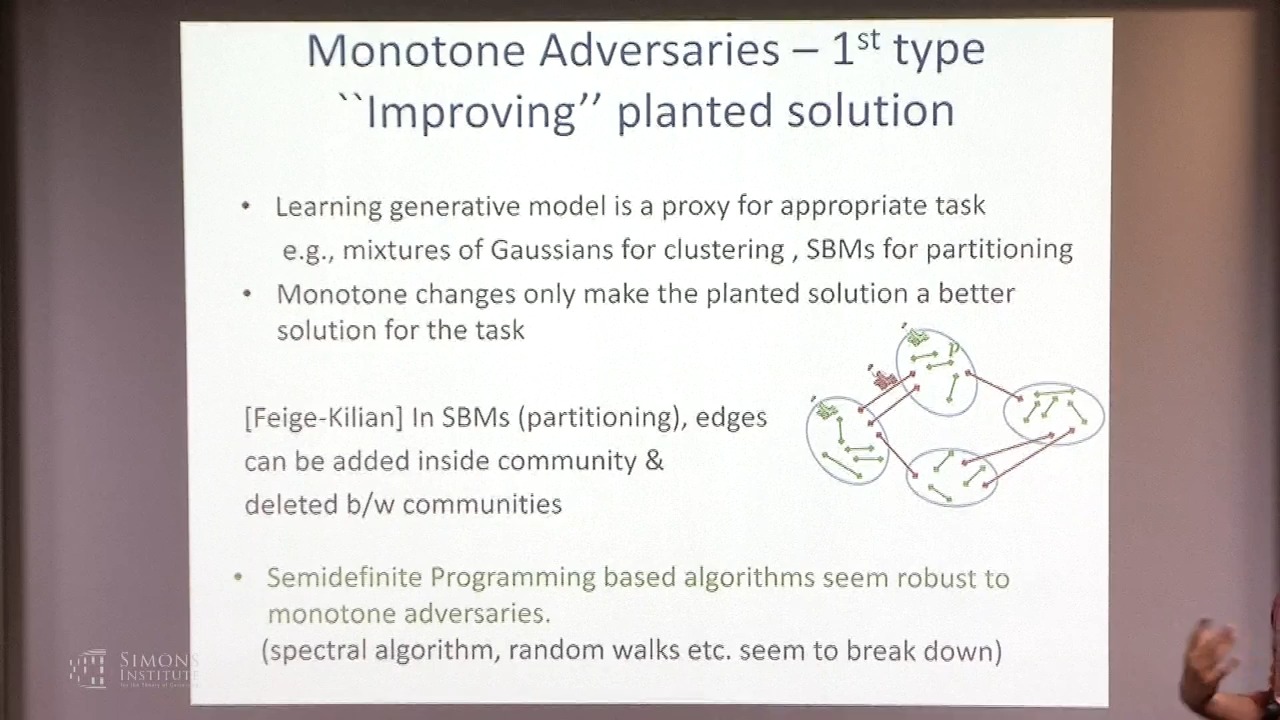 Monotone Adversaries – 1st type
``Improving’’ planted solution
• Learning generative model is a proxy for appropriate task
e.g., mixtures of Gaussians for clustering , SBMs for partitioning
• Monotone changes only make the planted solution a better
solution for the task
p
[Feige-Kilian] In SBMs (partitioning), edges
can be added inside community &
deleted b/w communities
• Semidefinite Programming based algorithms seem robust to
monotone adversaries.
(spectral algorithm, random walks etc. seem to break down)
SIMONS
INSTITUTE